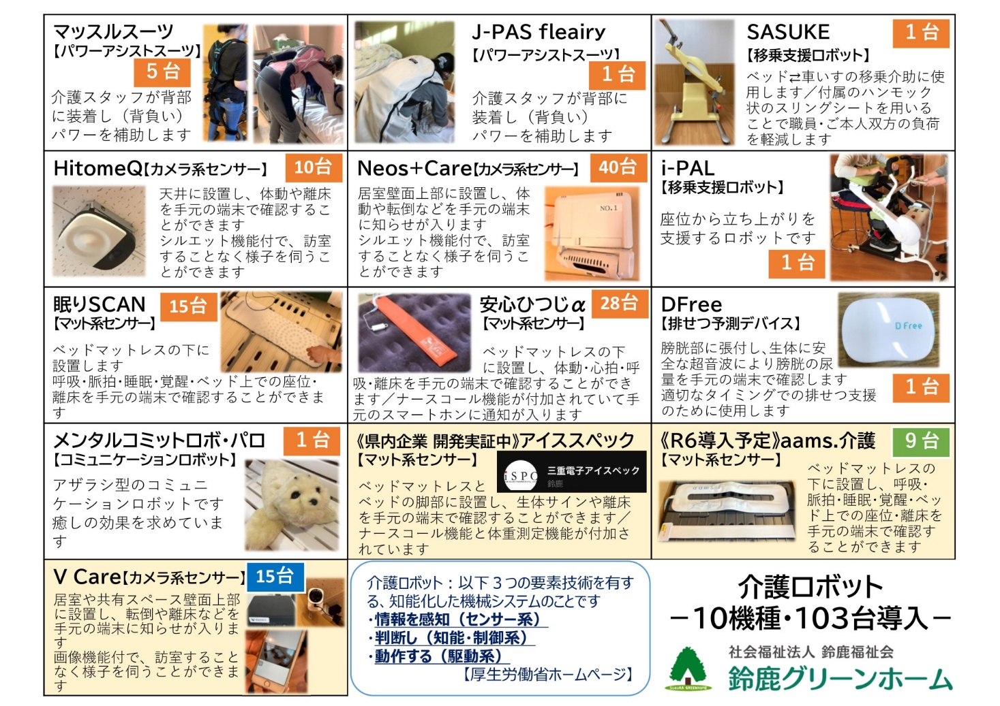 マッスルスーツ
【パワーアシストスーツ】
5台
介護スタッフが背部
に装着し（背負い）
パワーを補助します
J-PAS fleairy
【パワーアシストスーツ】
1台
介護スタッフが背部に
装着し（背負い）
パワーを補助します
SASUKE
1台
【移乗支援ロボット】
ベッド⇄車いすの移乗介助に使
用します／付属のハンモック
状のスリングシートを用いる
ことで職員・ご本人双方の負荷
を軽減します
HitomeQ【カメラ系センサー】
10台
天井に設置し、体動や離床
を手元の端末で確認するこ
とができます
シルエット機能付で、訪室
することなく様子を伺うこ
とができます
Neos+Care【カメラ系センサー】
40台
居室壁面上部に設置し、体
動や転倒などを手元の端末
に知らせが入ります
シルエット機能付で、訪室
することなく様子を伺うこ
とができます
NO.1
i-PAL
【移乗支援ロボット】
座位から立ち上がりを
支援するロボットです
1台
眠りSCAN
15台
【マット系センサー】
ベッドマットレスの下に
設置します
呼吸・脈拍・睡眠・覚醒・ベッド上での座位・
離床を手元の端末で確認することができま
す
安心ひつじα
28台
【マット系センサー】
ベッドマットレスの下
に設置し、体動・心拍・呼
吸・離床を手元の端末で確認することができ
ます／ナースコール機能が付加されていて手
元のスマートホンに通知が入ります
DFree
【排せつ予測デバイス】
D Free
膀胱部に張付し、生体に安
全な超音波により膀胱の尿
量を手元の端末で確認します
適切なタイミングでの排せつ支援
のために使用します
1台
メンタルコミットロボ・パロ
1台
【コミュニケーションロボット】
アザラシ型のコミュニ
ケーションロボットです
癒しの効果を求めていま
す
《県内企業 開発実証中》アイススペック
【マット系センサー】
iSPC
三重電子アイスペック
鈴鹿
ベッドマットレスと
ベッドの脚部に設置し、生体サインや離床
を手元の端末で確認することができます／
ナースコール機能と体重測定機能が付加さ
れています
《R6導入予定》aams.介護
9台
【マット系センサー】
aams
ベッドマットレスの
下に設置し、呼吸・
脈拍・睡眠・覚醒・ベッ
ド上での座位・離床を
手元の端末で確認す
ることができます
V Care【カメラ系センサー】
15台
居室や共有スペース壁面上部
に設置し、転倒や離床などを
手元の端末に知らせが入りま
す
画像機能付で、訪室すること
なく様子を伺うことができま
す
介護ロボット：以下３つの要素技術を有す
る、知能化した機械システムのことです
・情報を感知（センサー系）
・判断し（知能・制御系）
・動作する（駆動系）
【厚生労働省ホームページ】
介護ロボット
－10機種・103台導入－
社会福祉法人 鈴鹿福祉会
鈴鹿グリーンホーム
SUZUKA GREENHOME